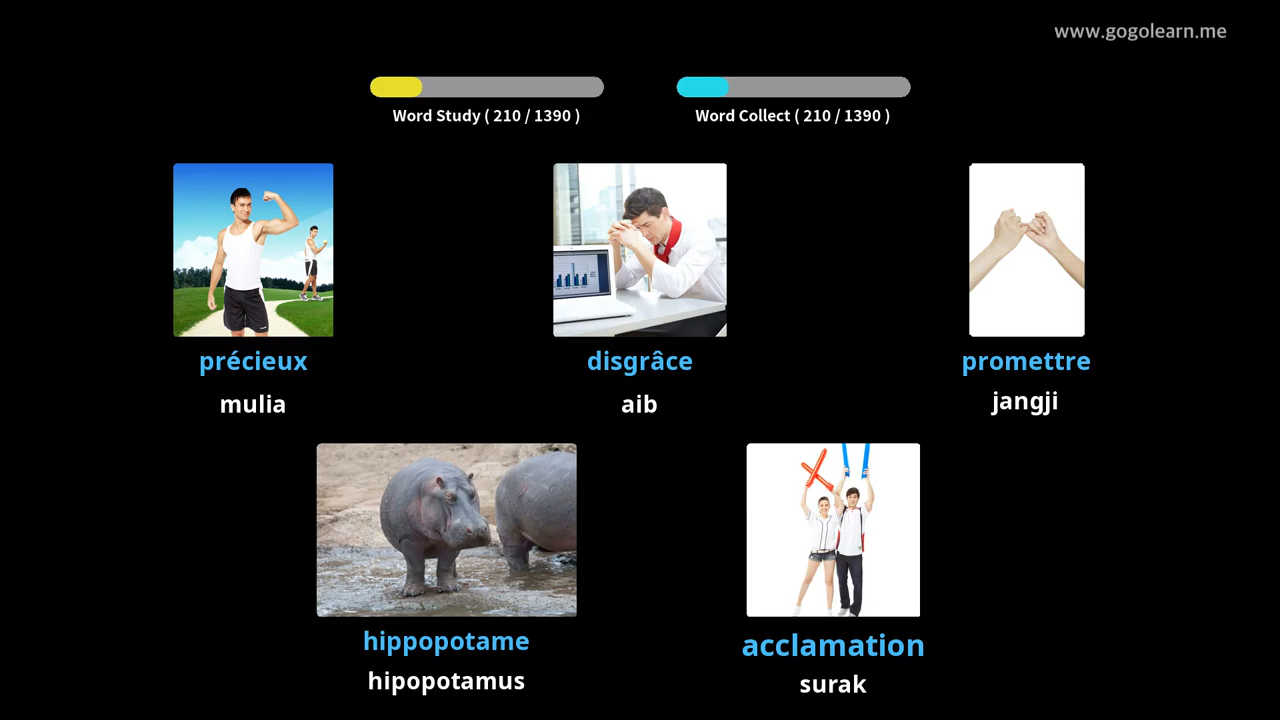 www.gogolearn.me
Word Study ( 210 / 1390 )
Word Collect ( 210 / 1390 )
précieux
mulia
disgrâce
aib
promettre
jangji
hippopotame
hipopotamus
acclamation
surak